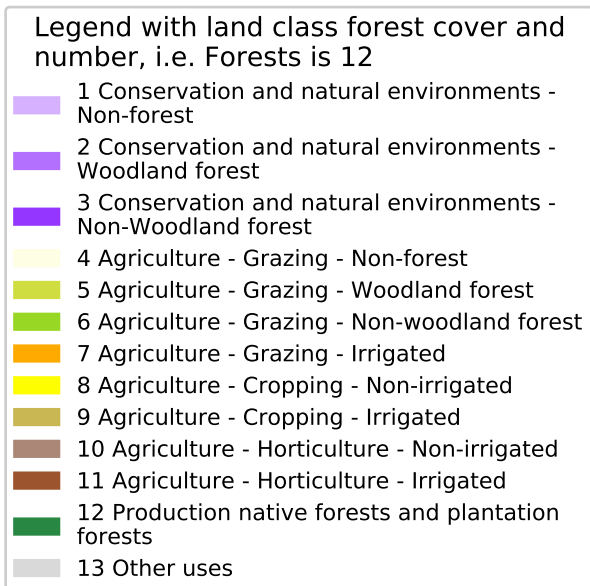 Legend with land class forest cover and
number, i.e. Forests is 12
1 Conservation and natural environments -
Non-forest
2 Conservation and natural environments -
Woodland forest
3 Conservation and natural environments -
Non-Woodland forest
4 Agriculture - Grazing - Non-forest
5 Agriculture - Grazing - Woodland forest
6 Agriculture - Grazing - Non-woodland forest
7 Agriculture - Grazing - Irrigated
8 Agriculture - Cropping - Non-irrigated
9 Agriculture - Cropping - Irrigated
10 Agriculture - Horticulture - Non-irrigated
11 Agriculture - Horticulture - Irrigated
12 Production native forests and plantation
forests
13 Other uses